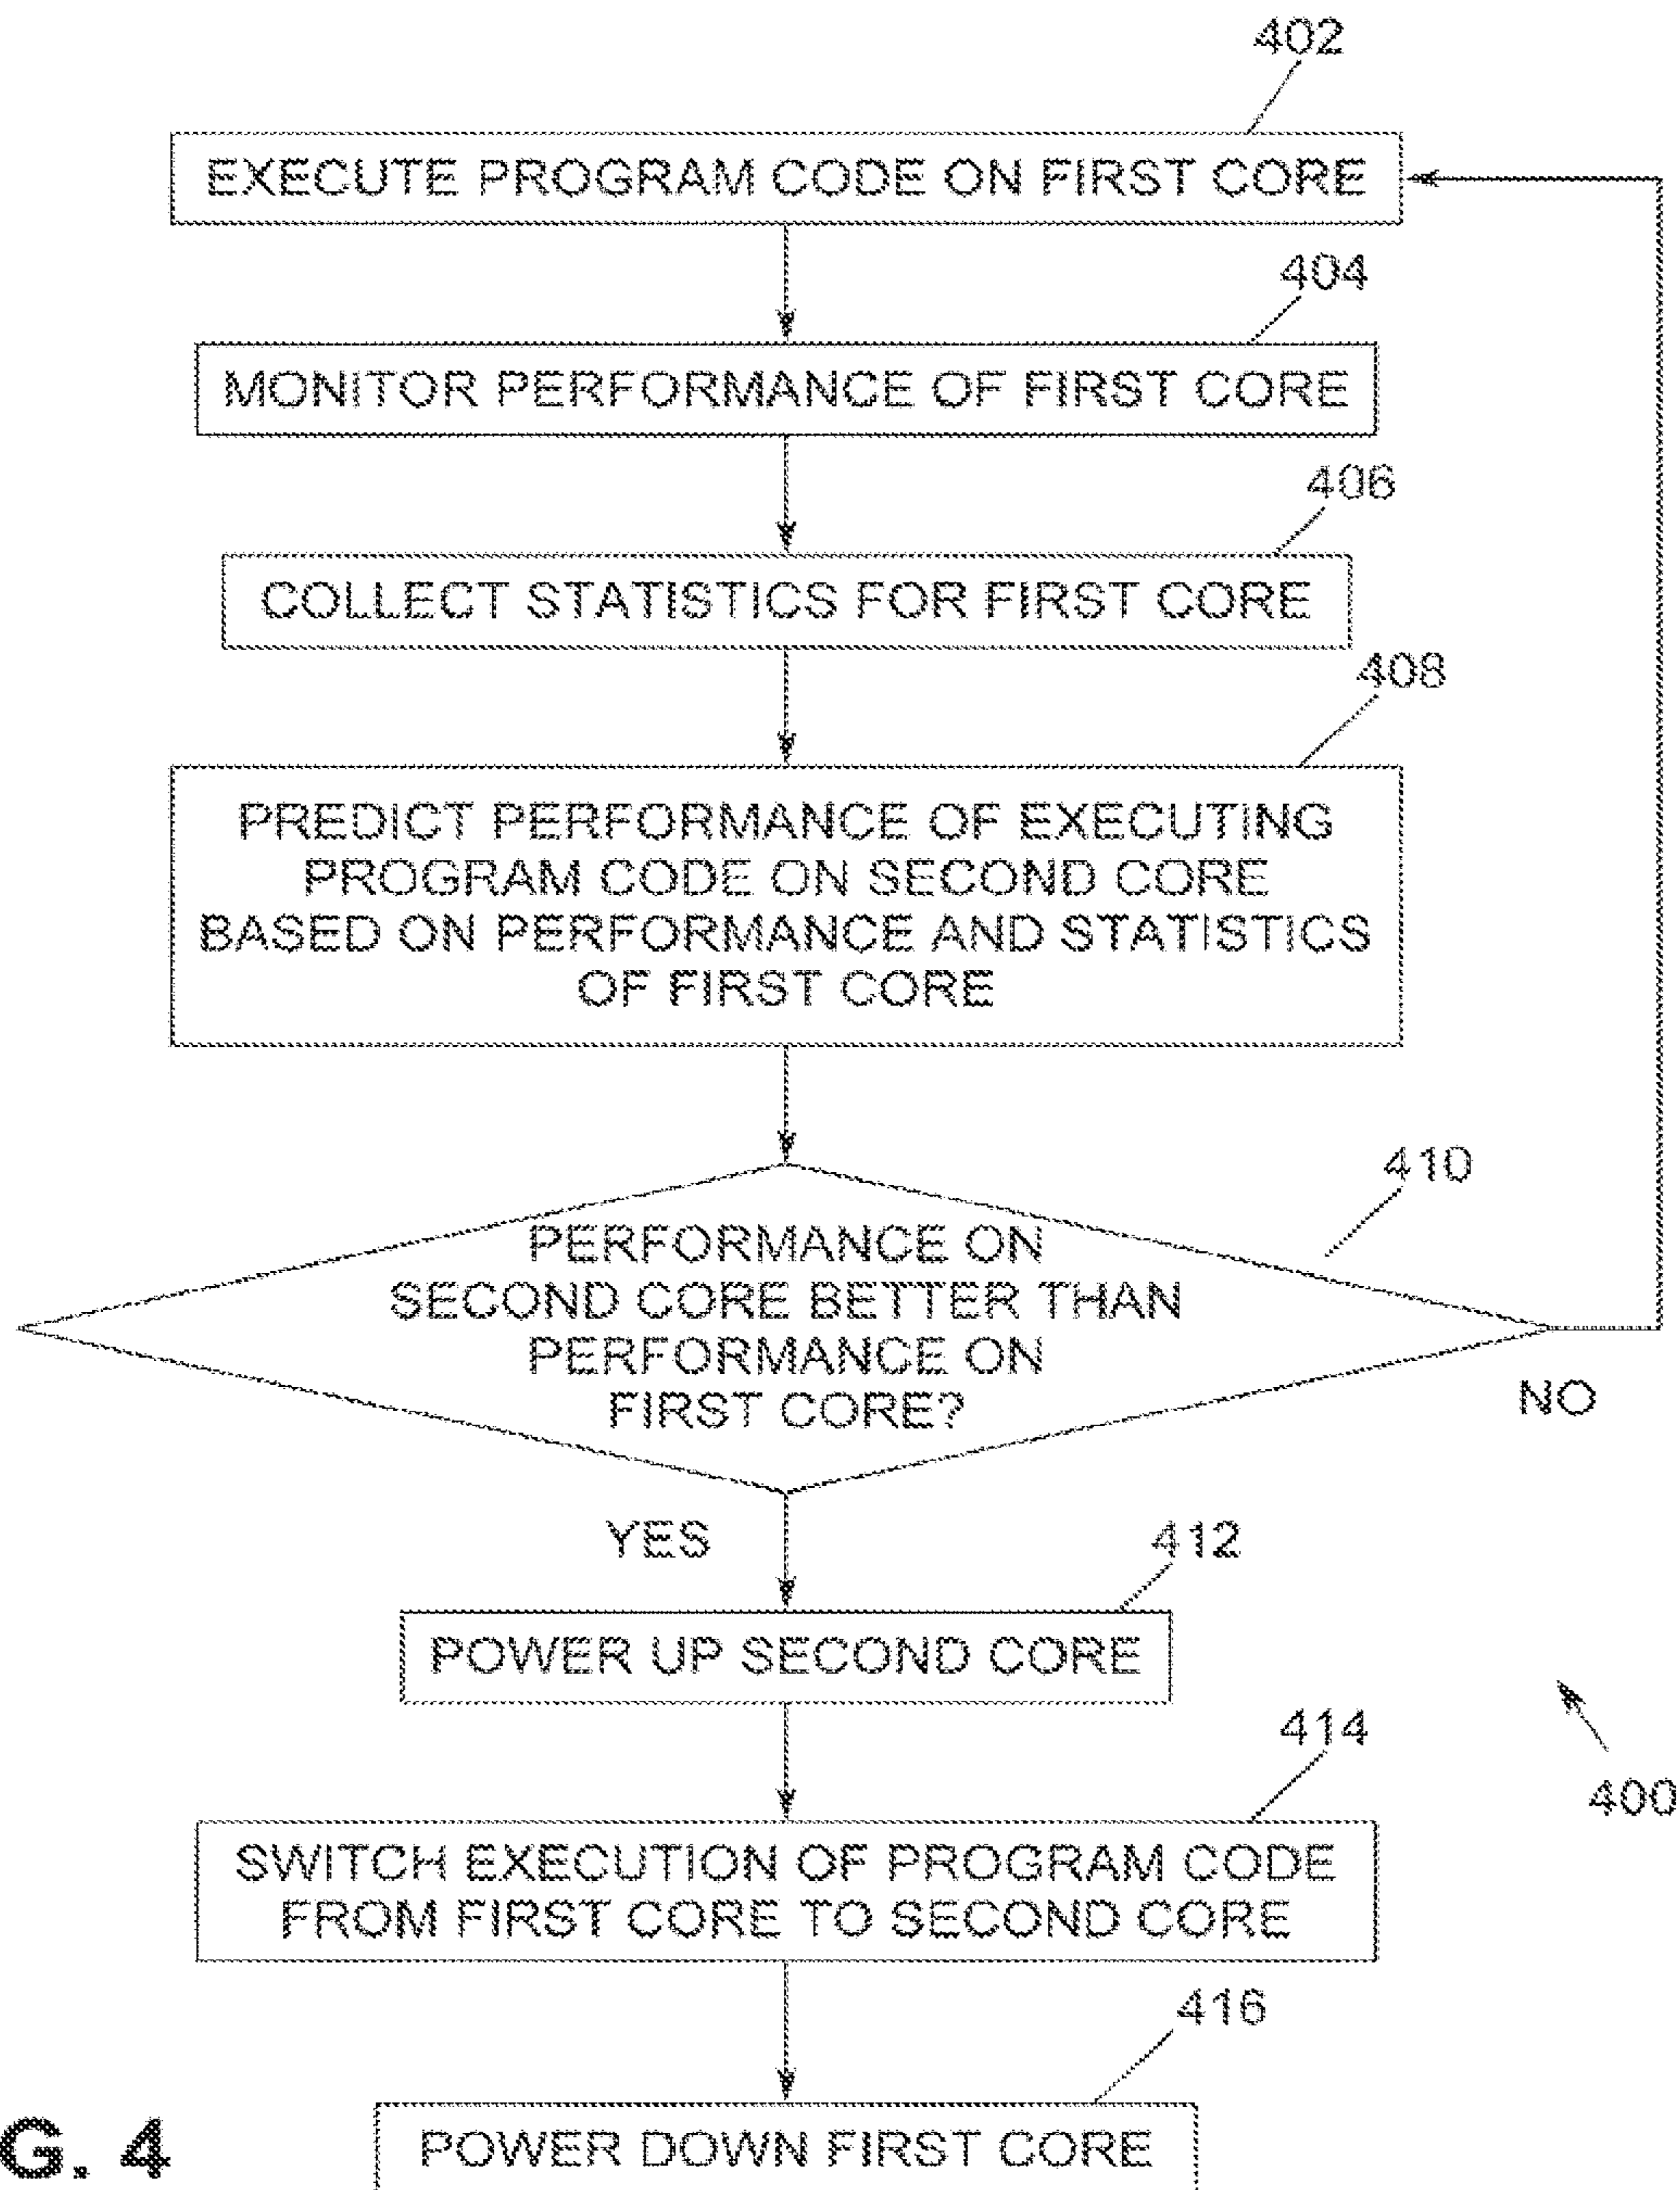 402
EXECUTE PROGRAM CODE ON FIRST CORE
404
MONITOR PERFORMANCE OF FIRST CORE
406
COLLECT STATISTICS FOR FIRST CORE
408
PREDICT PERFORMANCE OF EXECUTING
PROGRAM CODE ON SECOND CORE
BASED ON PERFORMANCE AND STATISTICS
OF FIRST CORE
410
PERFORMANCE ON
SECOND CORE BETTER THAN
PERFORMANCE ON
FIRST CORE?
NO
YES
412
POWER UP SECOND CORE
414
400
SWITCH EXECUTION OF PROGRAM CODE
FROM FIRST CORE TO SECOND CORE
416
POWER DOWN FIRST CORE
G. 4